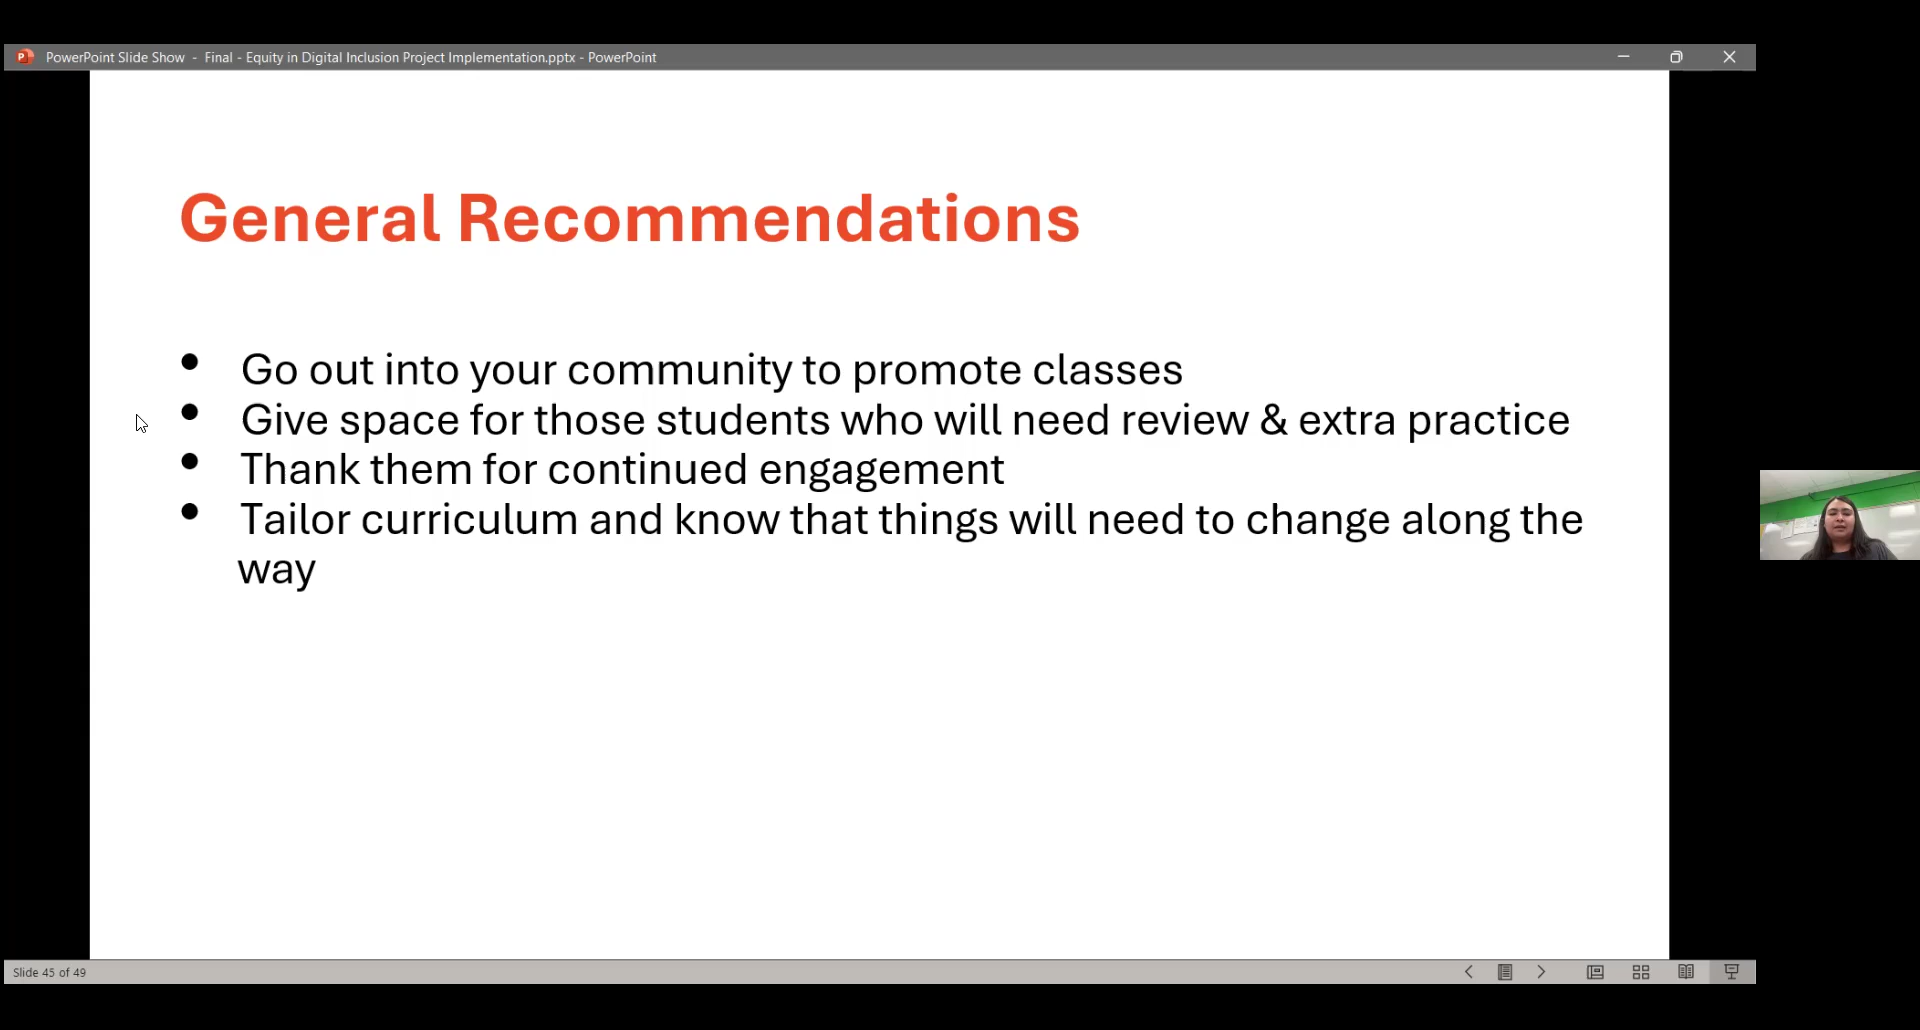 PowerPoint Slide Show - Final - Equity in Digital Inclusion Project Implementation.pptx - PowerPoint
General Recommendations
• Go out into your community to promote classes
• Give space for those students who will need review & extra practice
• Thank them for continued engagement
• Tailor curriculum and know that things will need to change along the
way
Slide 45 of 49